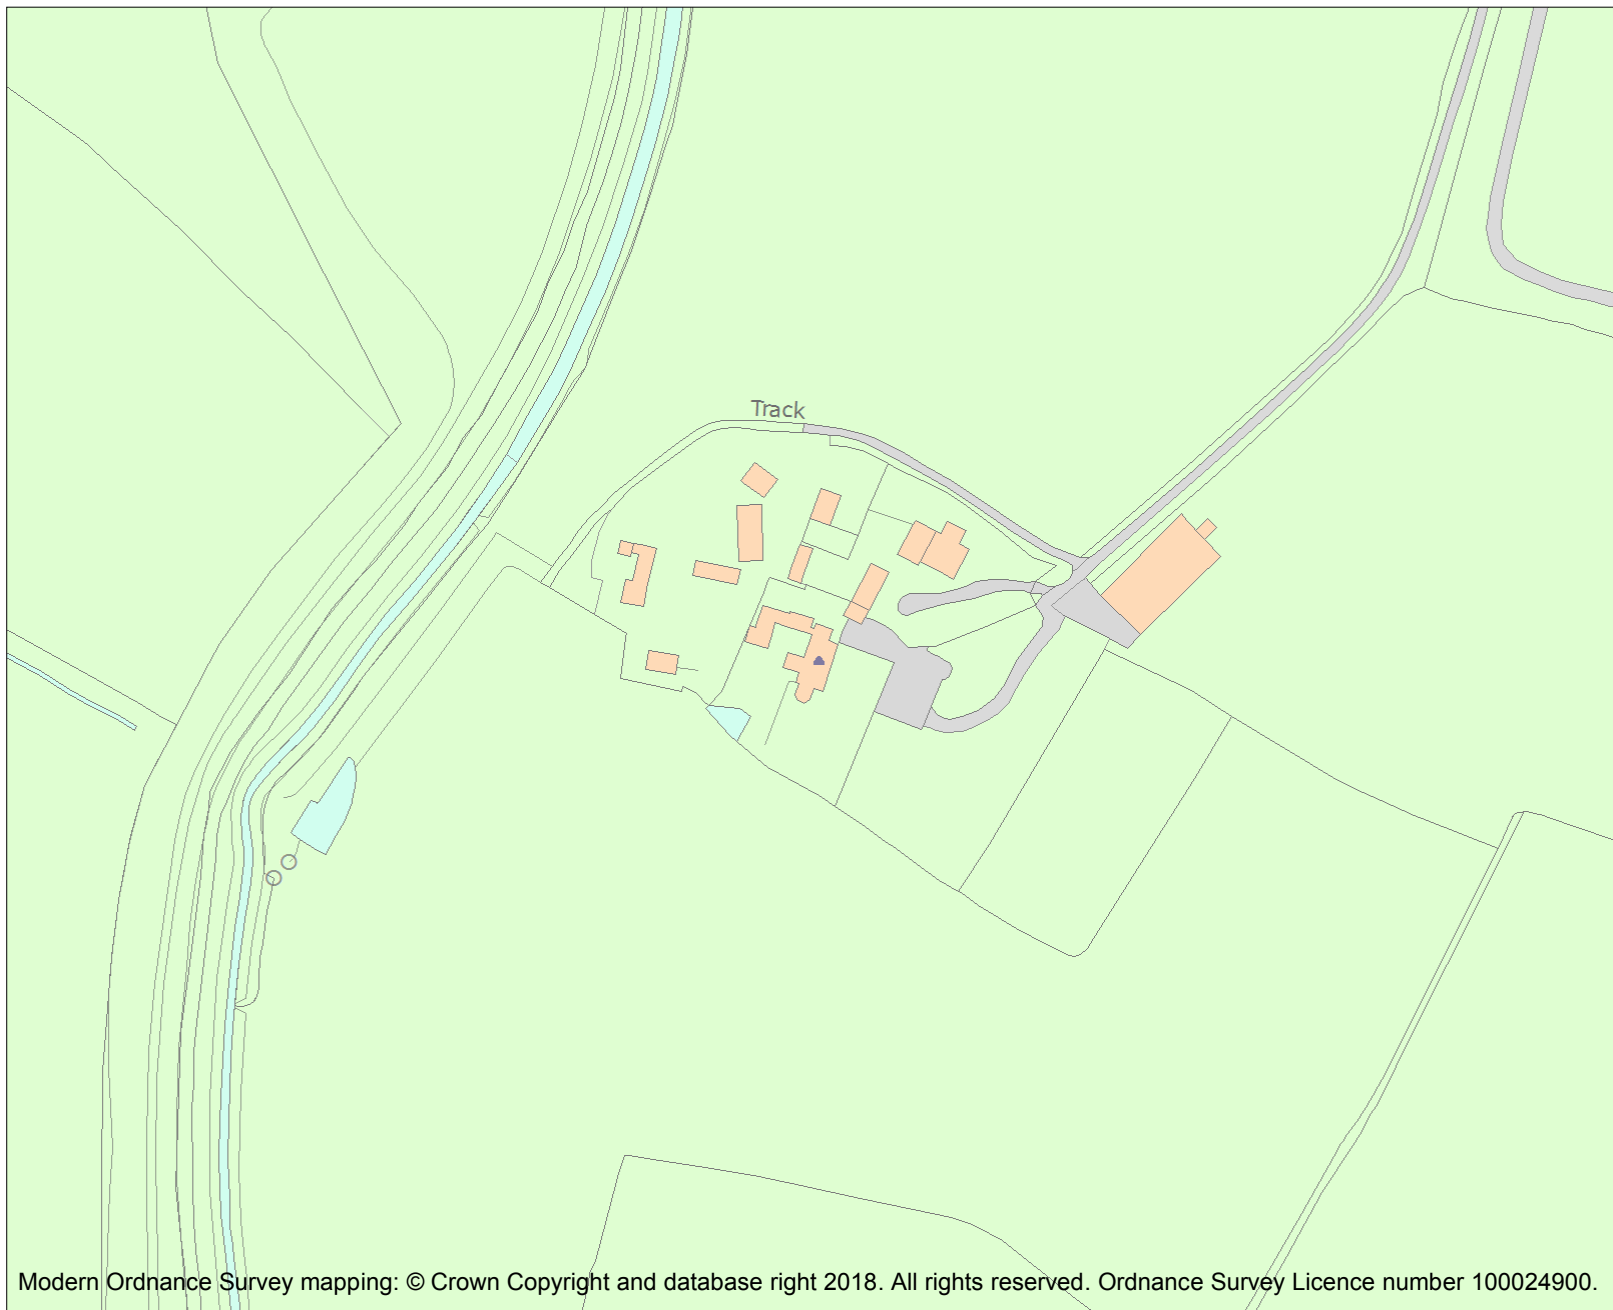 Track
Modern Ordnance Survey mapping: © Crown Copyright and database right 2018. All rights reserved. Ordnance Survey Licence number 100024900.